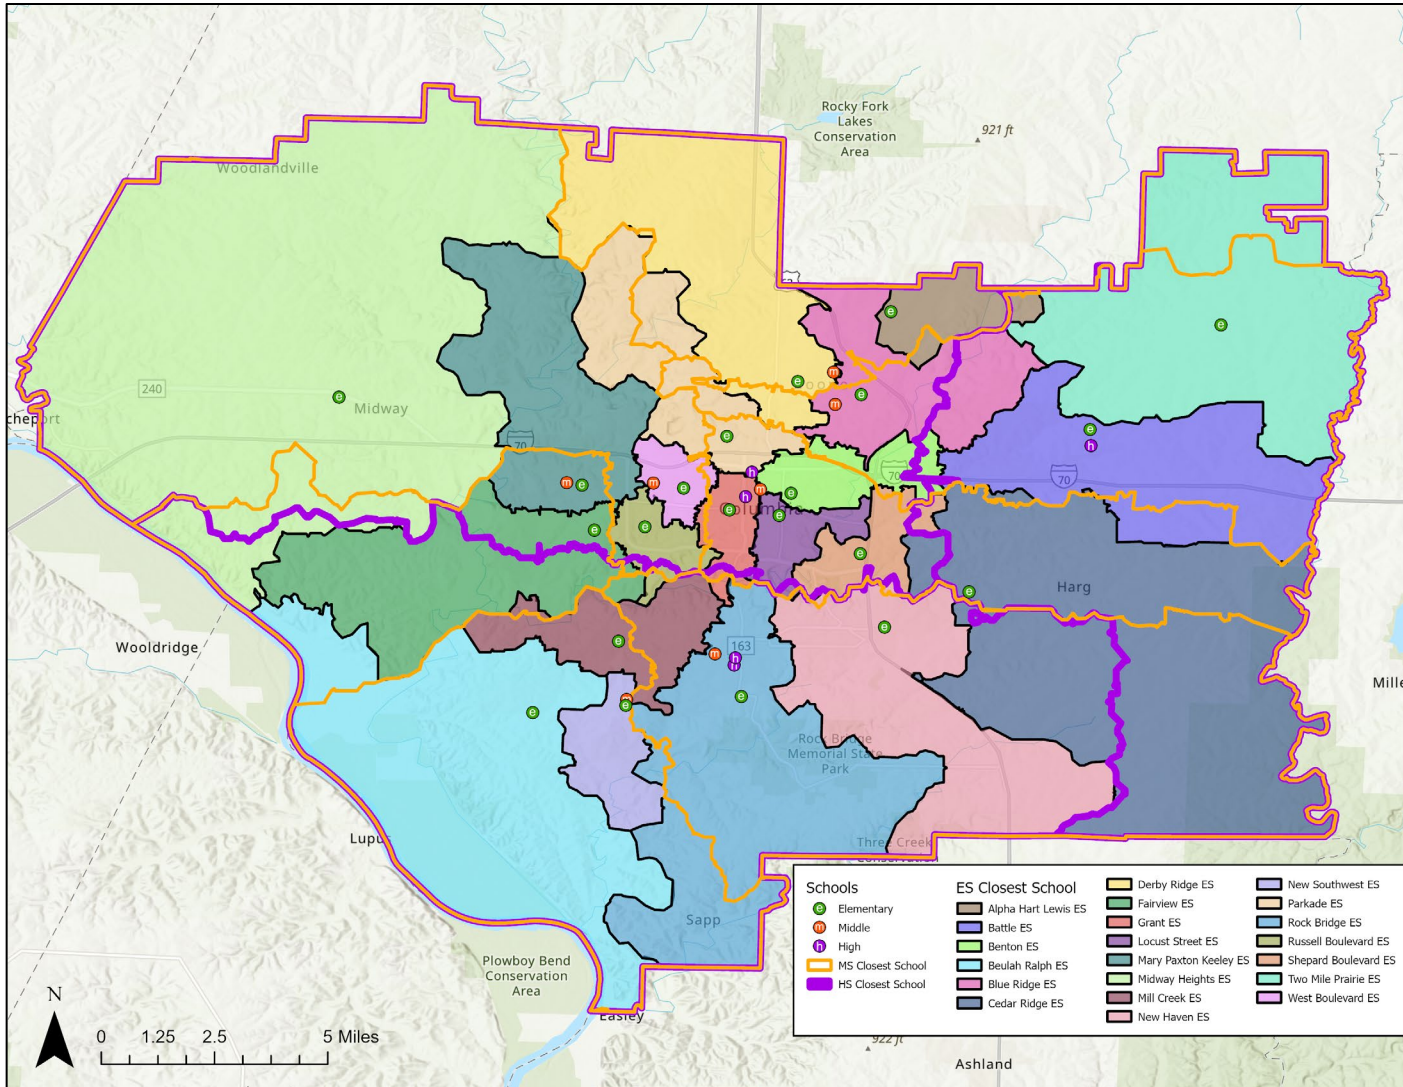 Rocky Fork
Lakes
Conservation
Area
921 ft
Woodlandville
240
Midway
cheport
70
70
70
Columbia
Harg
Wooldridge
163
Mille
Rock Bridge
Memorial State
Park
Lupus
Three Creek
Sapp
Plowboy Bend
Conservation
Area
Easley
922 ft
Ashland
N
0 1.25 2.5 5 Miles
Schools
e Elementary
m Middle
h High
MS Closest School
HS Closest School
ES Closest School
Alpha Hart Lewis ES
Battle ES
Benton ES
Beulah Ralph ES
Blue Ridge ES
Cedar Ridge ES
Derby Ridge ES
Fairview ES
Grant ES
Locust Street ES
Mary Paxton Keeley ES
Midway Heights ES
Mill Creek ES
New Haven ES
New Southwest ES
Parkade ES
Rock Bridge ES
Russell Boulevard ES
Shepard Boulevard ES
Two Mile Prairie ES
West Boulevard ES